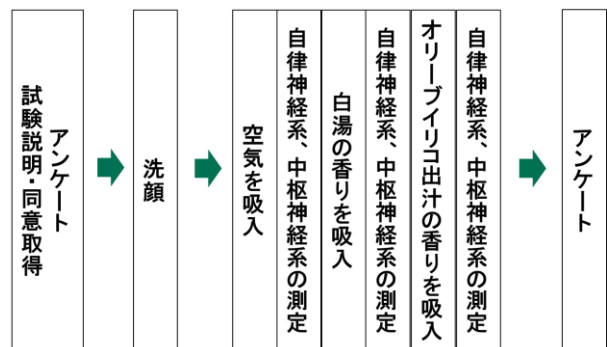 試験説明・同意取得
アンケート
洗顔
空気を吸入
自律神経系、中枢神経系の測定
白湯の香りを吸入
自律神経系、中枢神経系の測定
オリーブイリコ出汁の香りを吸入
自律神経系、中枢神経系の測定
アンケート